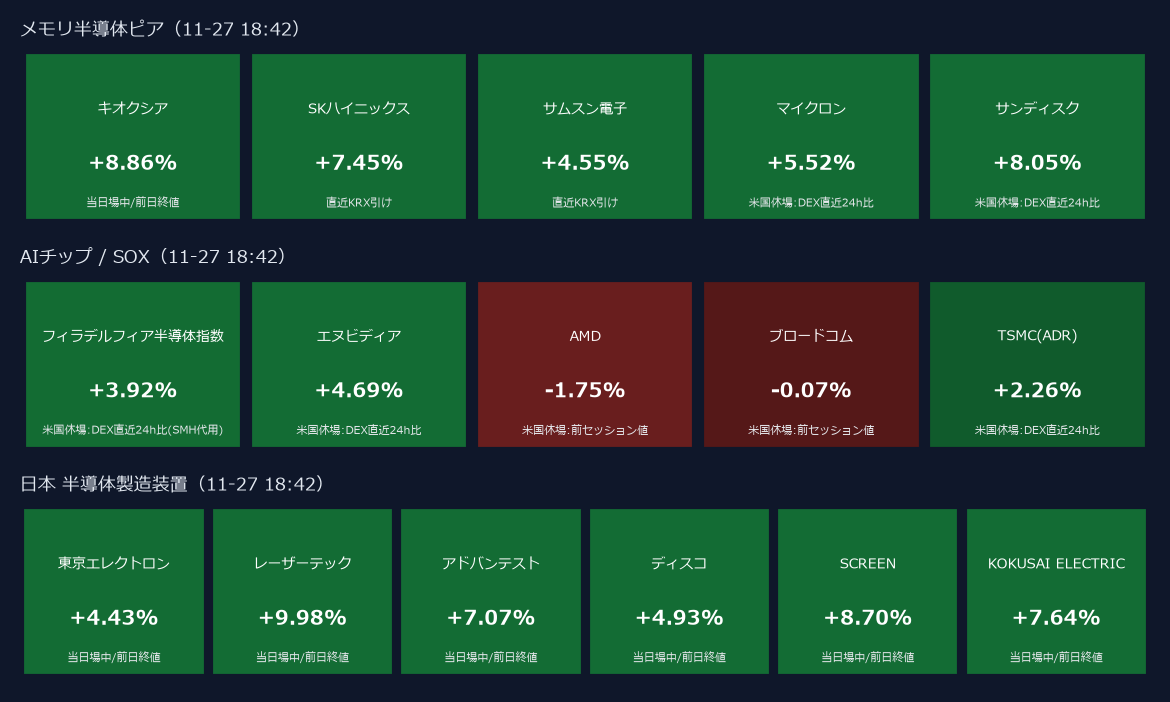 メモリ半導体ピア（11-27 18:42）
キオクシア
+8.86%
当日場中/前日終値
SKハイニックス
+7.45%
直近KRX引け
サムスン電子
+4.55%
直近KRX引け
マイクロン
+5.52%
米国休場:DEX直近24h比
サンディスク
+8.05%
米国休場:DEX直近24h比
AIチップ / SOX（11-27 18:42）
フィラデルフィア半導体指数
+3.92%
米国休場:DEX直近24h比(SMH代用)
エヌビディア
+4.69%
米国休場:DEX直近24h比
AMD
-1.75%
米国休場:前セッション値
ブロードコム
-0.07%
米国休場:前セッション値
TSMC(ADR)
+2.26%
米国休場:DEX直近24h比
日本 半導体製造装置（11-27 18:42）
東京エレクトロン
+4.43%
当日場中/前日終値
レーザーテック
+9.98%
当日場中/前日終値
アドバンテスト
+7.07%
当日場中/前日終値
ディスコ
+4.93%
当日場中/前日終値
SCREEN
+8.70%
当日場中/前日終値
KOKUSAI ELECTRIC
+7.64%
当日場中/前日終値